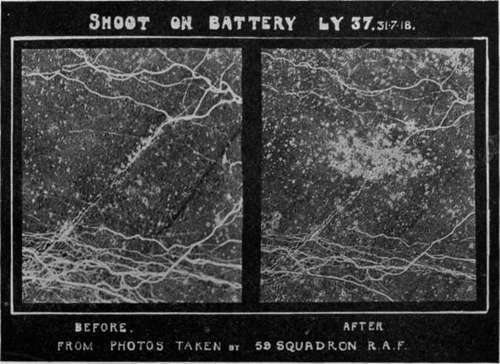 SHOOT ON BATTERY LY 37. 31·7·18.
BEFORE. AFTER
FROM PHOTOS TAKEN BY 59 SQUADRON R.A.F.